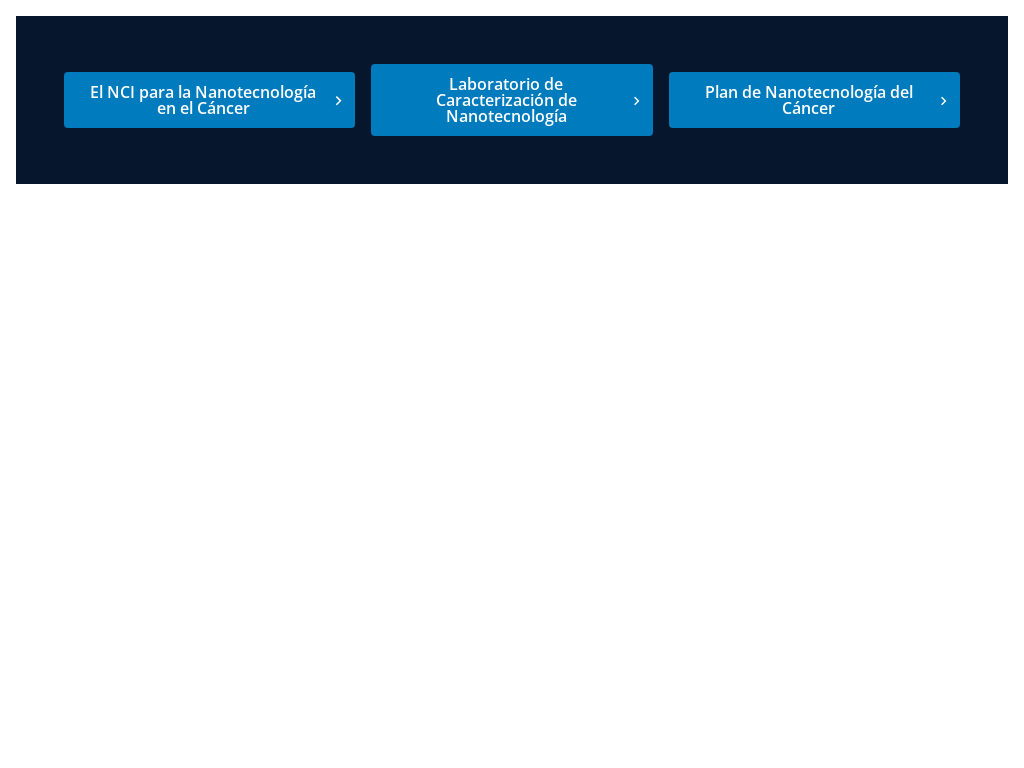 El NCI para la Nanotecnología
en el Cáncer
Laboratorio de
Caracterización de
Nanotecnología
Plan de Nanotecnología del
Cáncer